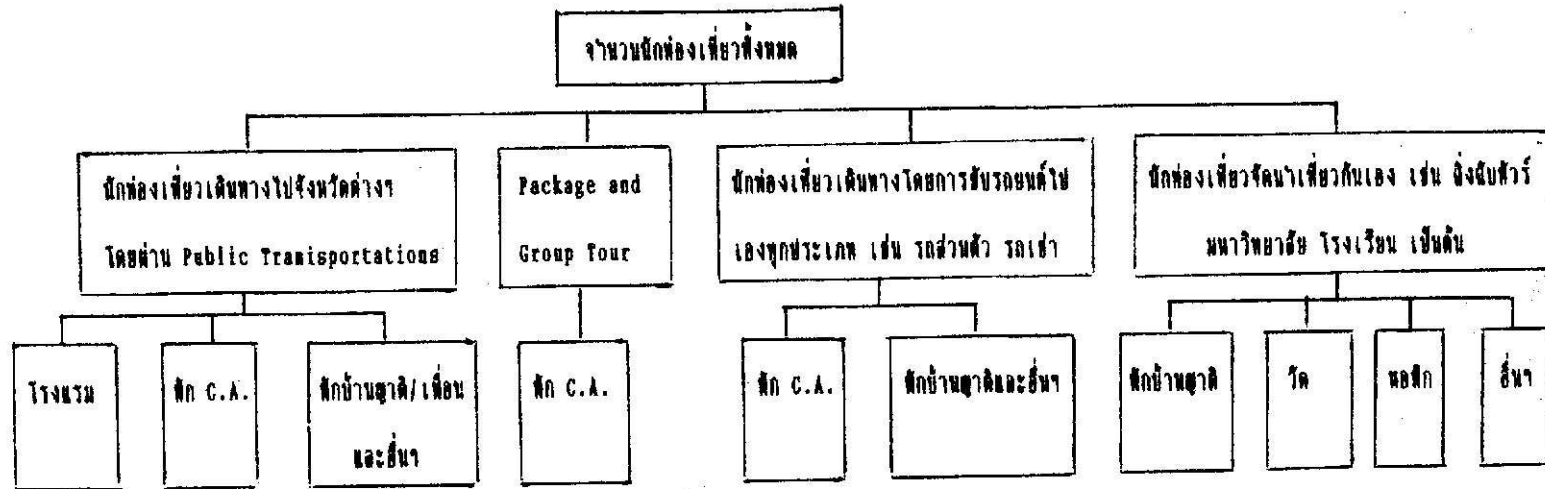 จำนวนนักท่องเที่ยวทั้งหมด
นักท่องเที่ยวเดินทางไปจังหวัดต่างๆ
โดยผ่าน Public Tranisportations
Package and
Group Tour
นักท่องเที่ยวเดินทางโดยการขับรถยนต์ไป
เองทุกประเภท เช่น รถส่วนตัว รถเช่า
นักท่องเที่ยวจัดนำเที่ยวกันเอง เช่น ฉิ่งฉับทัวร์
มหาวิทยาลัย โรงเรียน เป็นต้น
โรงแรม
พัก C.A.
พักบ้านญาติ/เพื่อน
และอื่นๆ
พัก C.A.
พัก C.A.
พักบ้านญาติและอื่นๆ
พักบ้านญาติ
วัด
หอพัก
อื่นๆ